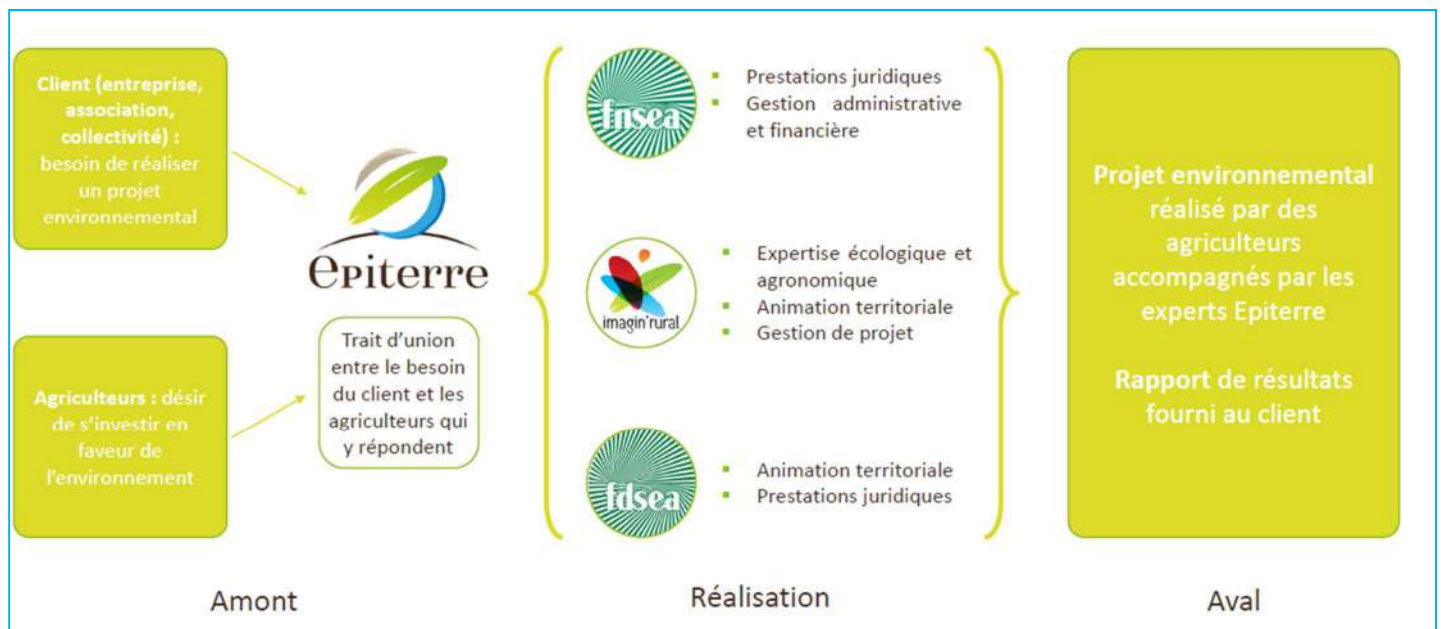 Client (entreprise,
association,
collectivité) :
besoin de réaliser
un projet
environnemental
Agriculteurs : désir
de s'investir en
faveur de
l'environnement
epiterre
Trait d'union
entre le besoin
du client et les
agriculteurs qui
y répondent
Amont
fnsea
▪ Prestations juridiques
▪ Gestion administrative
et financière
imagin'rural
▪ Expertise écologique et
agronomique
▪ Animation territoriale
▪ Gestion de projet
fdsea
▪ Animation territoriale
▪ Prestations juridiques
Réalisation
Projet environnemental
réalisé par des
agriculteurs
accompagnés par les
experts Epiterre
Rapport de résultats
fourni au client
Aval